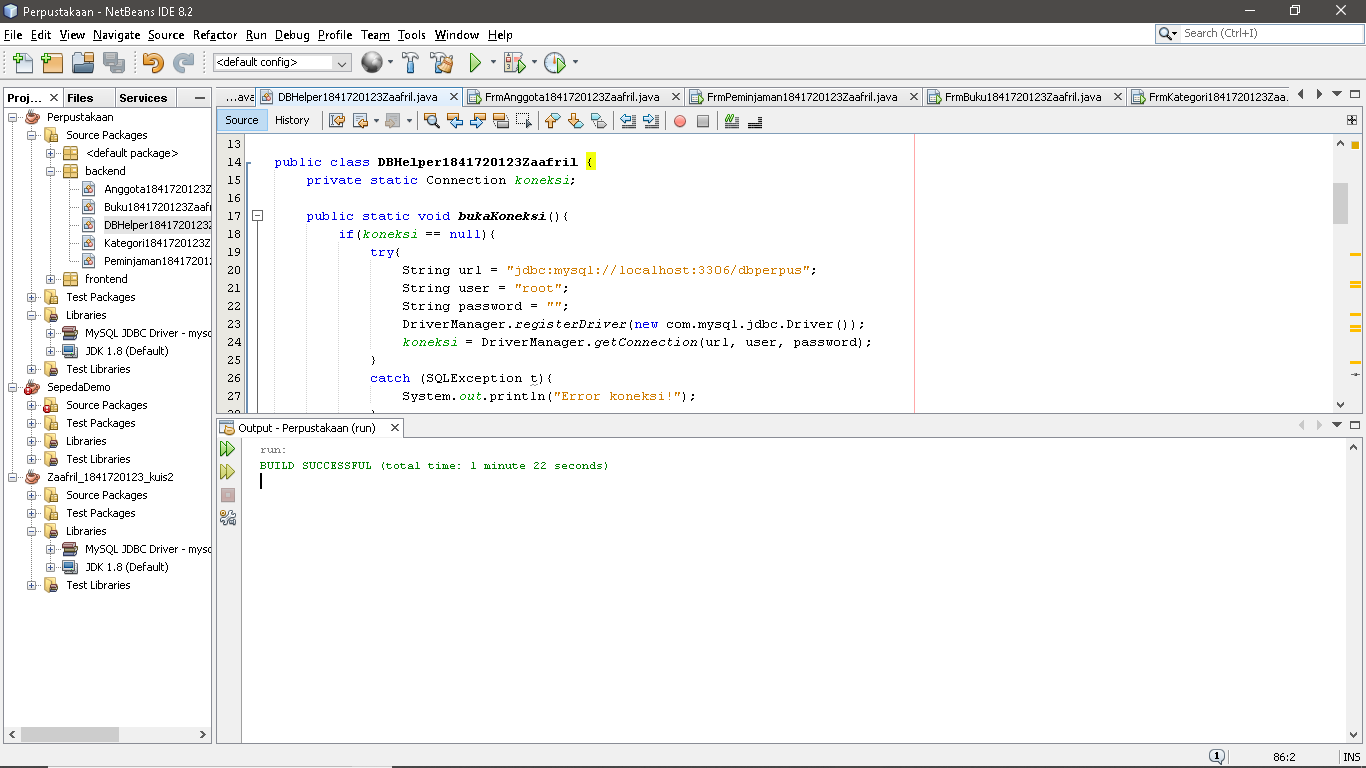 Perpustakaan - NetBeans IDE 8.2
File Edit View Navigate Source Refactor Run Debug Profile Team Tools Window Help
Search (Ctrl+I)
<default config>
Proj... Files Services
Perpustakaan
Source Packages
<default package>
backend
Anggota1841720123Z
Buku1841720123Zaafri
DBHelper1841720123Z
Kategori1841720123Z
Peminjaman18417201
frontend
Test Packages
Libraries
MySQL JDBC Driver - mysq
JDK 1.8 (Default)
Test Libraries
SepedaDemo
Source Packages
Test Packages
Libraries
Test Libraries
Zaafril_1841720123_kuis2
Source Packages
Test Packages
Libraries
MySQL JDBC Driver - mysq
JDK 1.8 (Default)
Test Libraries
...ava DBHelper1841720123Zaafril.java FrmAnggota1841720123Zaafril.java FrmPeminjaman1841720123Zaafril.java FrmBuku1841720123Zaafril.java FrmKategori1841720123Zaa...
Source History
13
14 public class DBHelper1841720123Zaafril {
15 private static Connection koneksi;
16
17 public static void bukaKoneksi(){
18 if(koneksi == null){
19 try{
20 String url = "jdbc:mysql://localhost:3306/dbperpus";
21 String user = "root";
22 String password = "";
23 DriverManager.registerDriver(new com.mysql.jdbc.Driver());
24 koneksi = DriverManager.getConnection(url, user, password);
25 }
26 catch (SQLException t){
27 System.out.println("Error koneksi!");
28 }
Output - Perpustakaan (run)
run:
BUILD SUCCESSFUL (total time: 1 minute 22 seconds)
1 86:2 INS